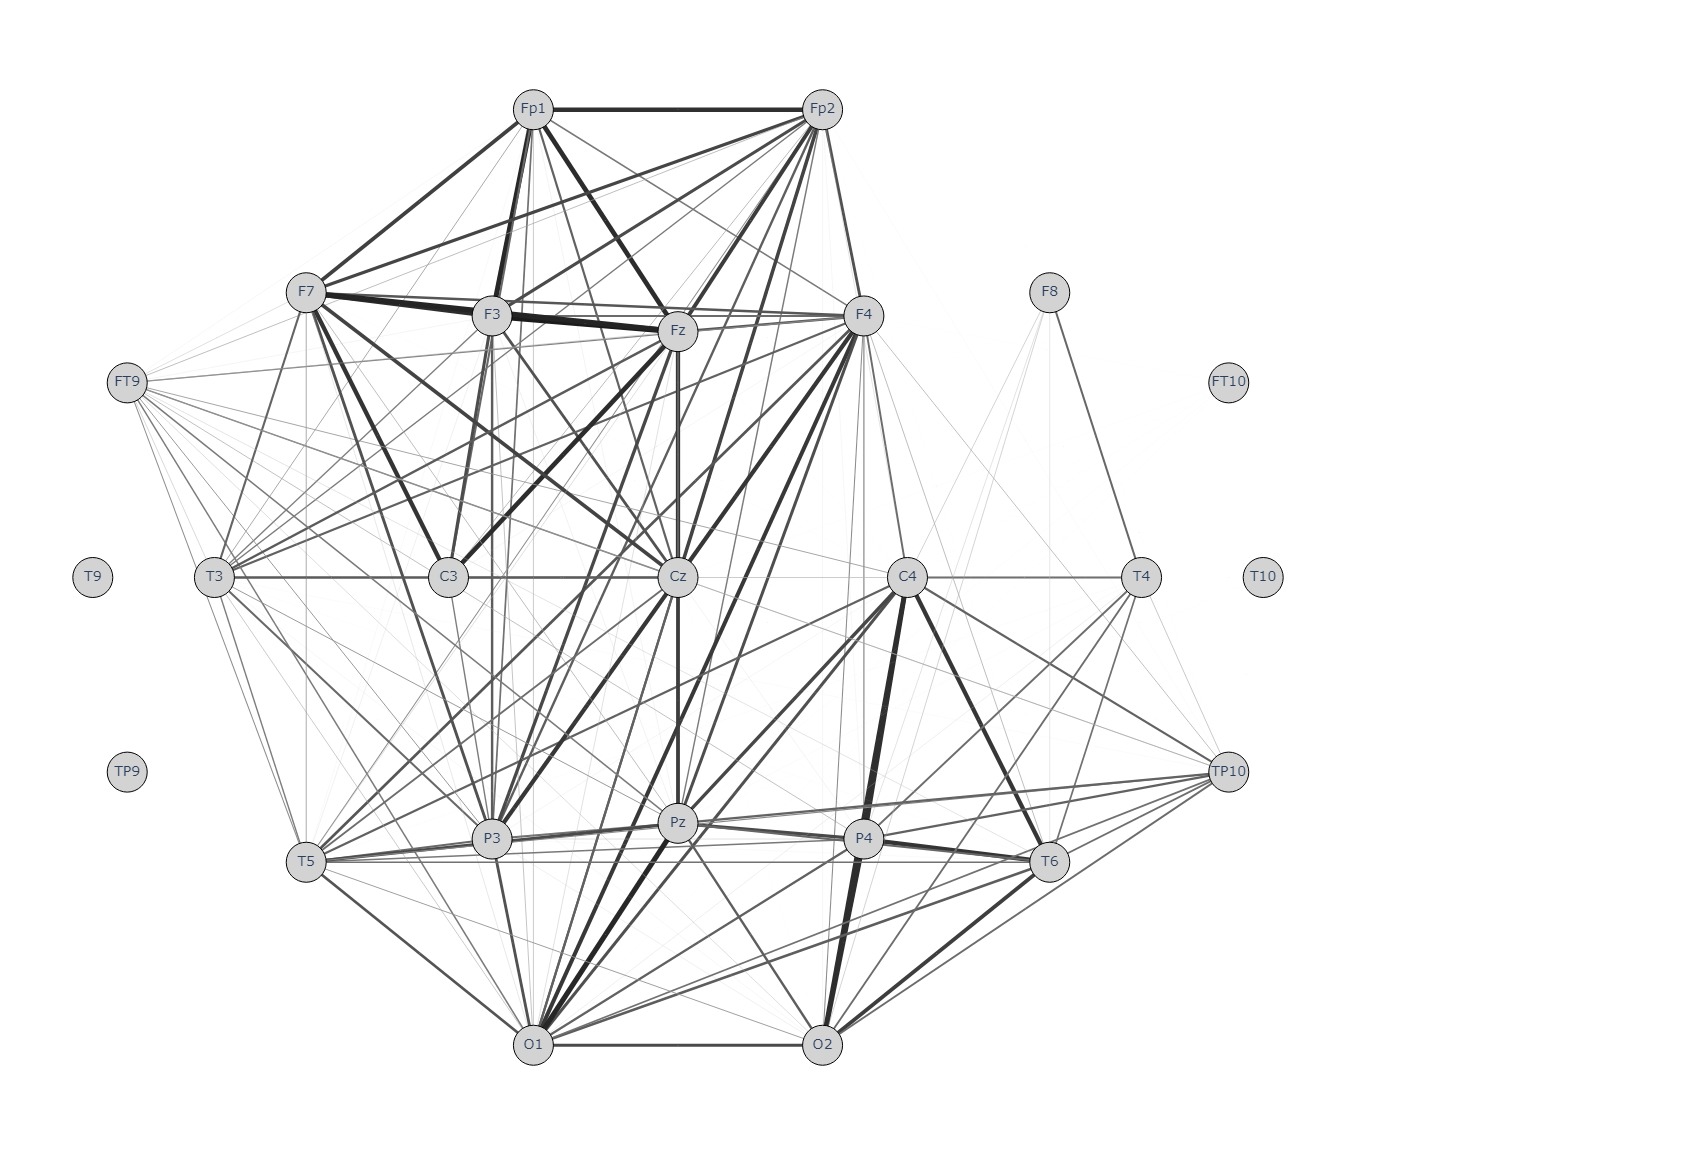 Fp1 Fp2
F7 F3 Fz F4 F8
FT9 FT10
T9 T3 C3 Cz C4 T4 T10
TP9 TP10
T5 P3 Pz P4 T6
O1 O2